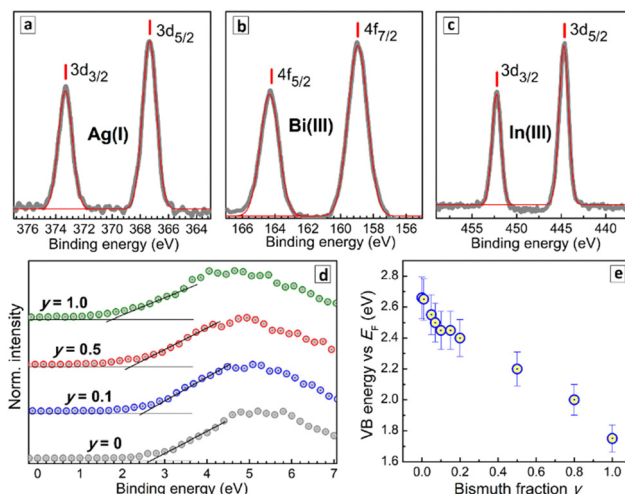 a
3d3/2
3d5/2
Ag(I)
376 374 372 370 368 366 364
Binding energy (eV)
b
4f5/2
4f7/2
Bi(III)
166 164 162 160 158 156
Binding energy (eV)
c
3d3/2
3d5/2
In(III)
455 450 445 440
Binding energy (eV)
d
y = 1.0
y = 0.5
y = 0.1
y = 0
Norm. intensity
0 1 2 3 4 5 6 7
Binding energy (eV)
e
VB energy vs EF (eV)
2.8
2.6
2.4
2.2
2.0
1.8
1.6
0.0 0.2 0.4 0.6 0.8 1.0
Bismuth fraction y